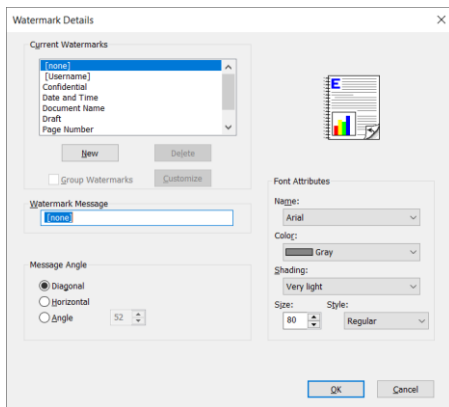 Watermark Details
Current Watermarks
[none]
[Username]
Confidential
Date and Time
Document Name
Draft
Page Number
New
Delete
Group Watermarks
Customize
Watermark Message
[none]
Message Angle
Diagonal
Horizontal
Angle
52
E
Font Attributes
Name:
Arial
Color:
Gray
Shading:
Very light
Size:
Style:
80
Regular
OK
Cancel